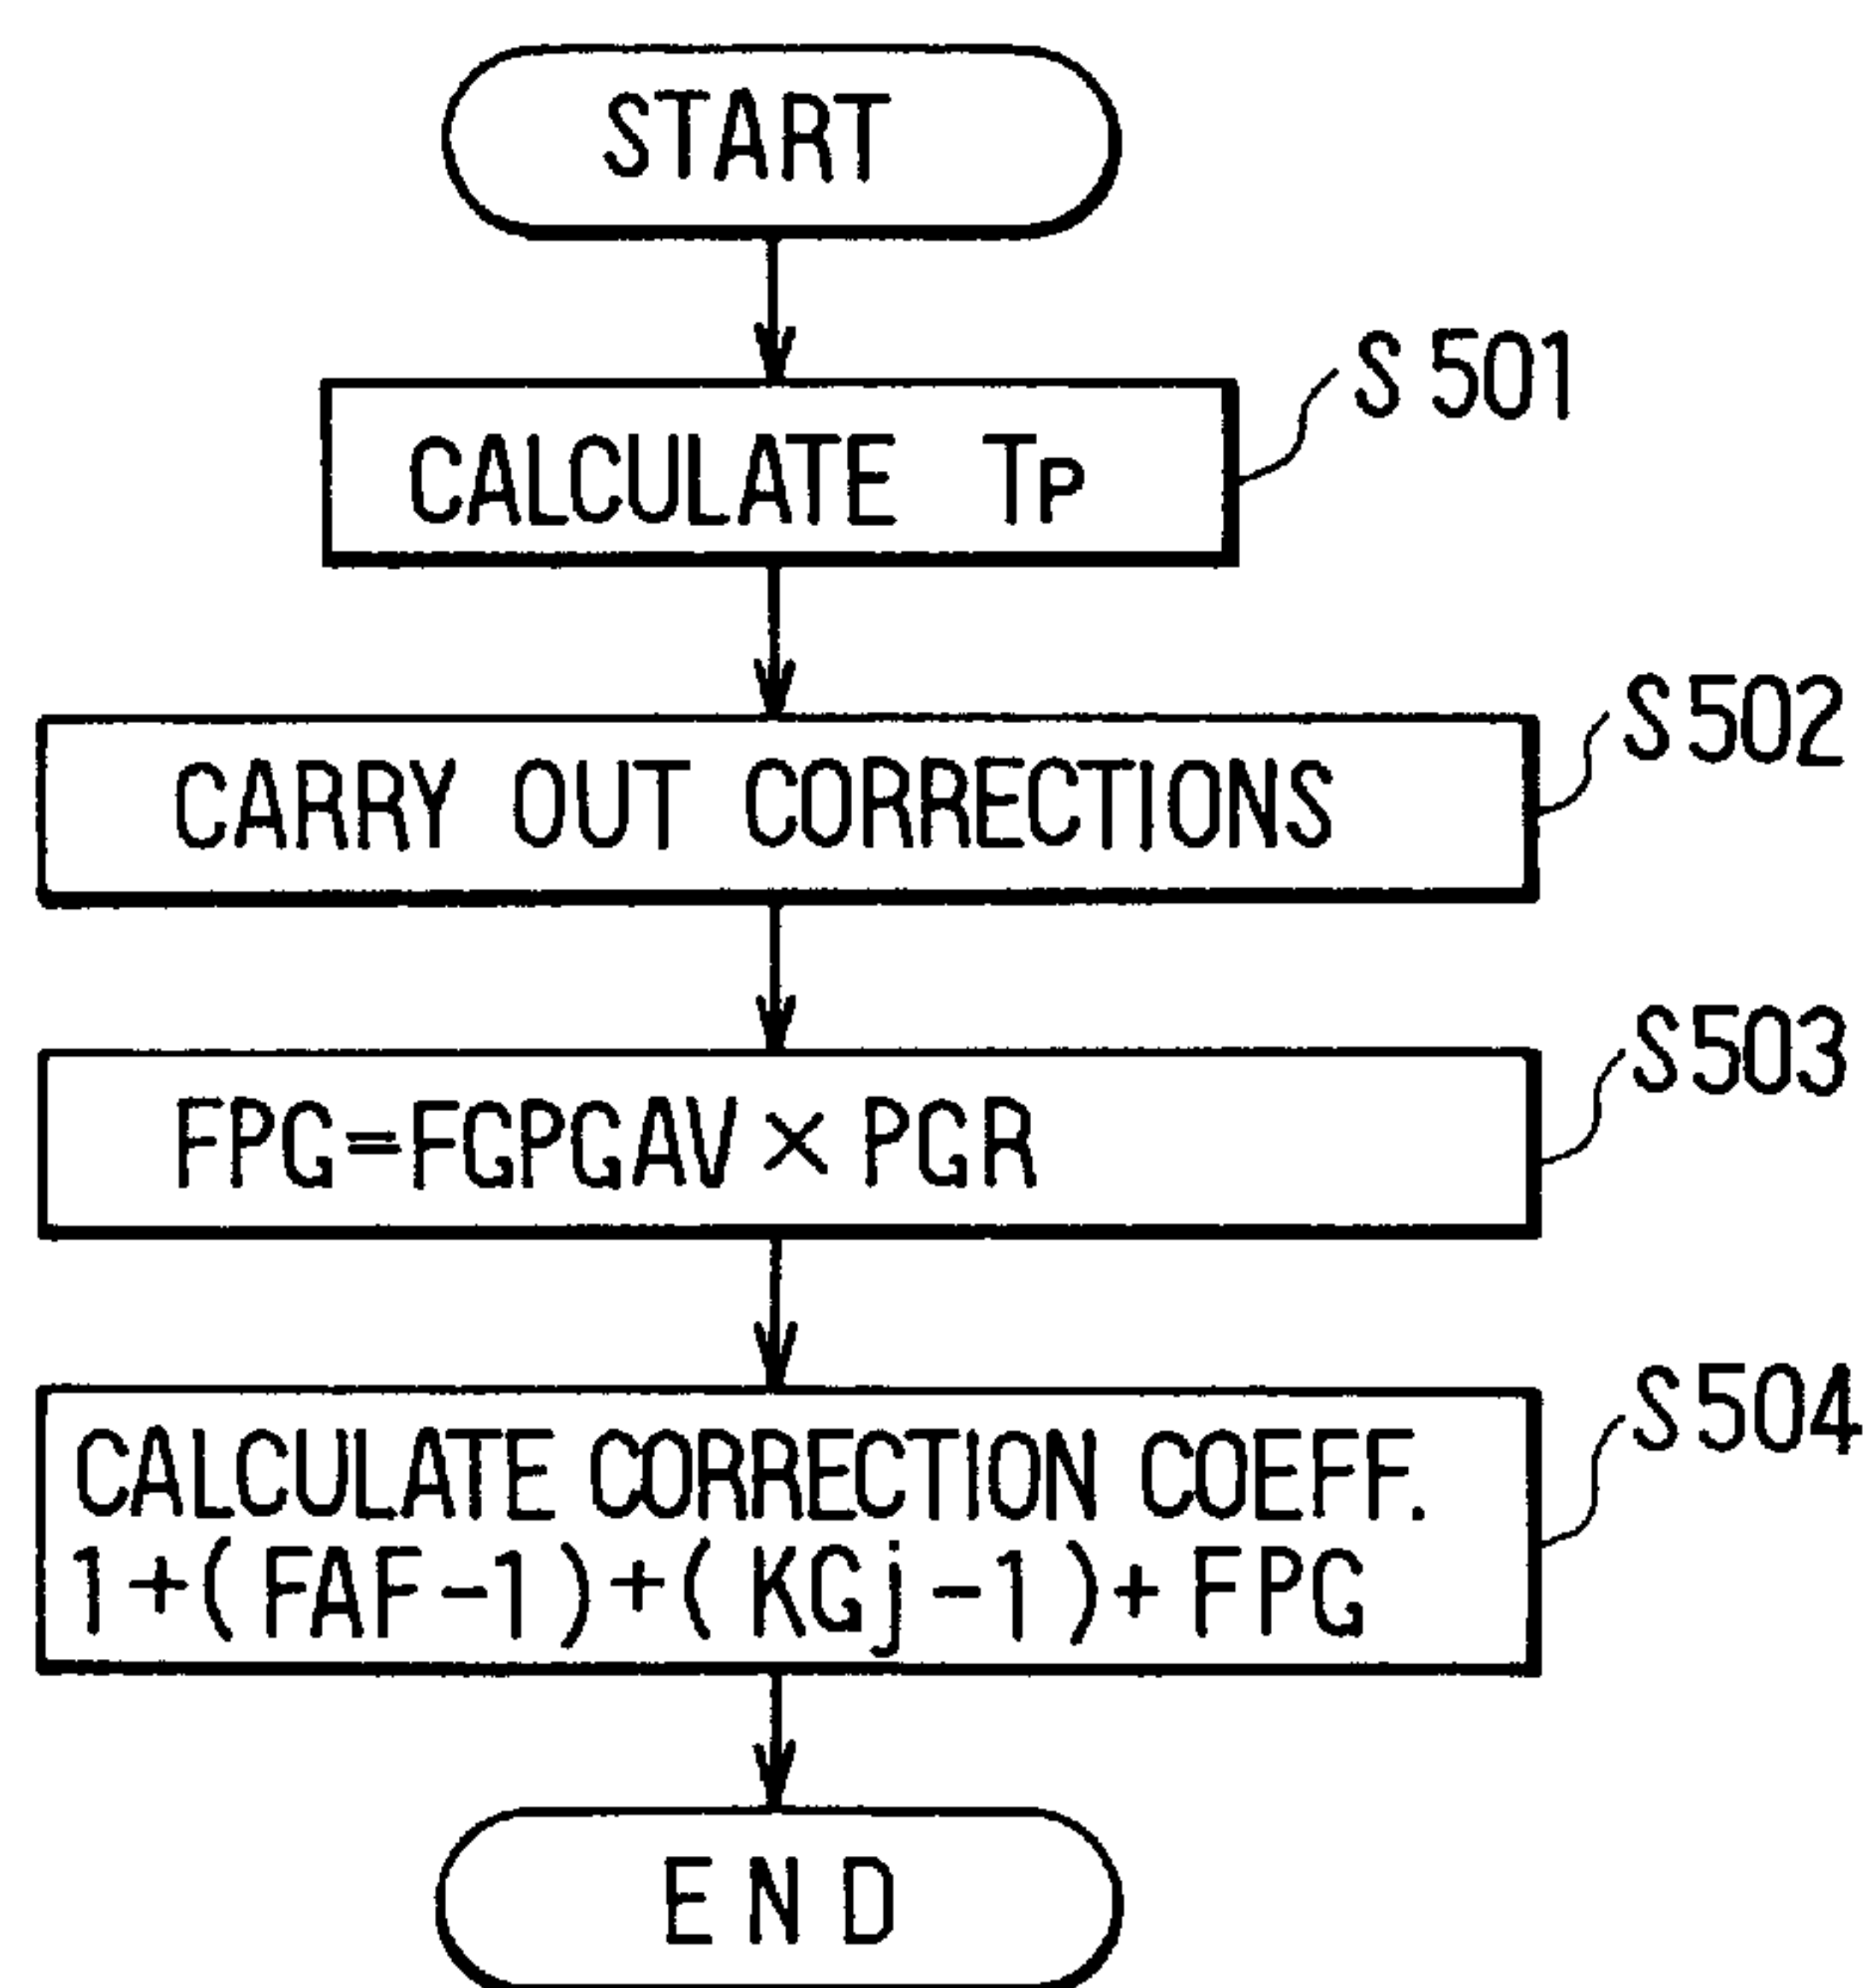 START
S501
CALCULATE TP
S502
CARRY OUT CORRECTIONS
S503
FPG=FGPGAV × PGR
S504
CALCULATE CORRECTION COEFF.
1+(FAF-1)+(KGj-1)+FPG
END